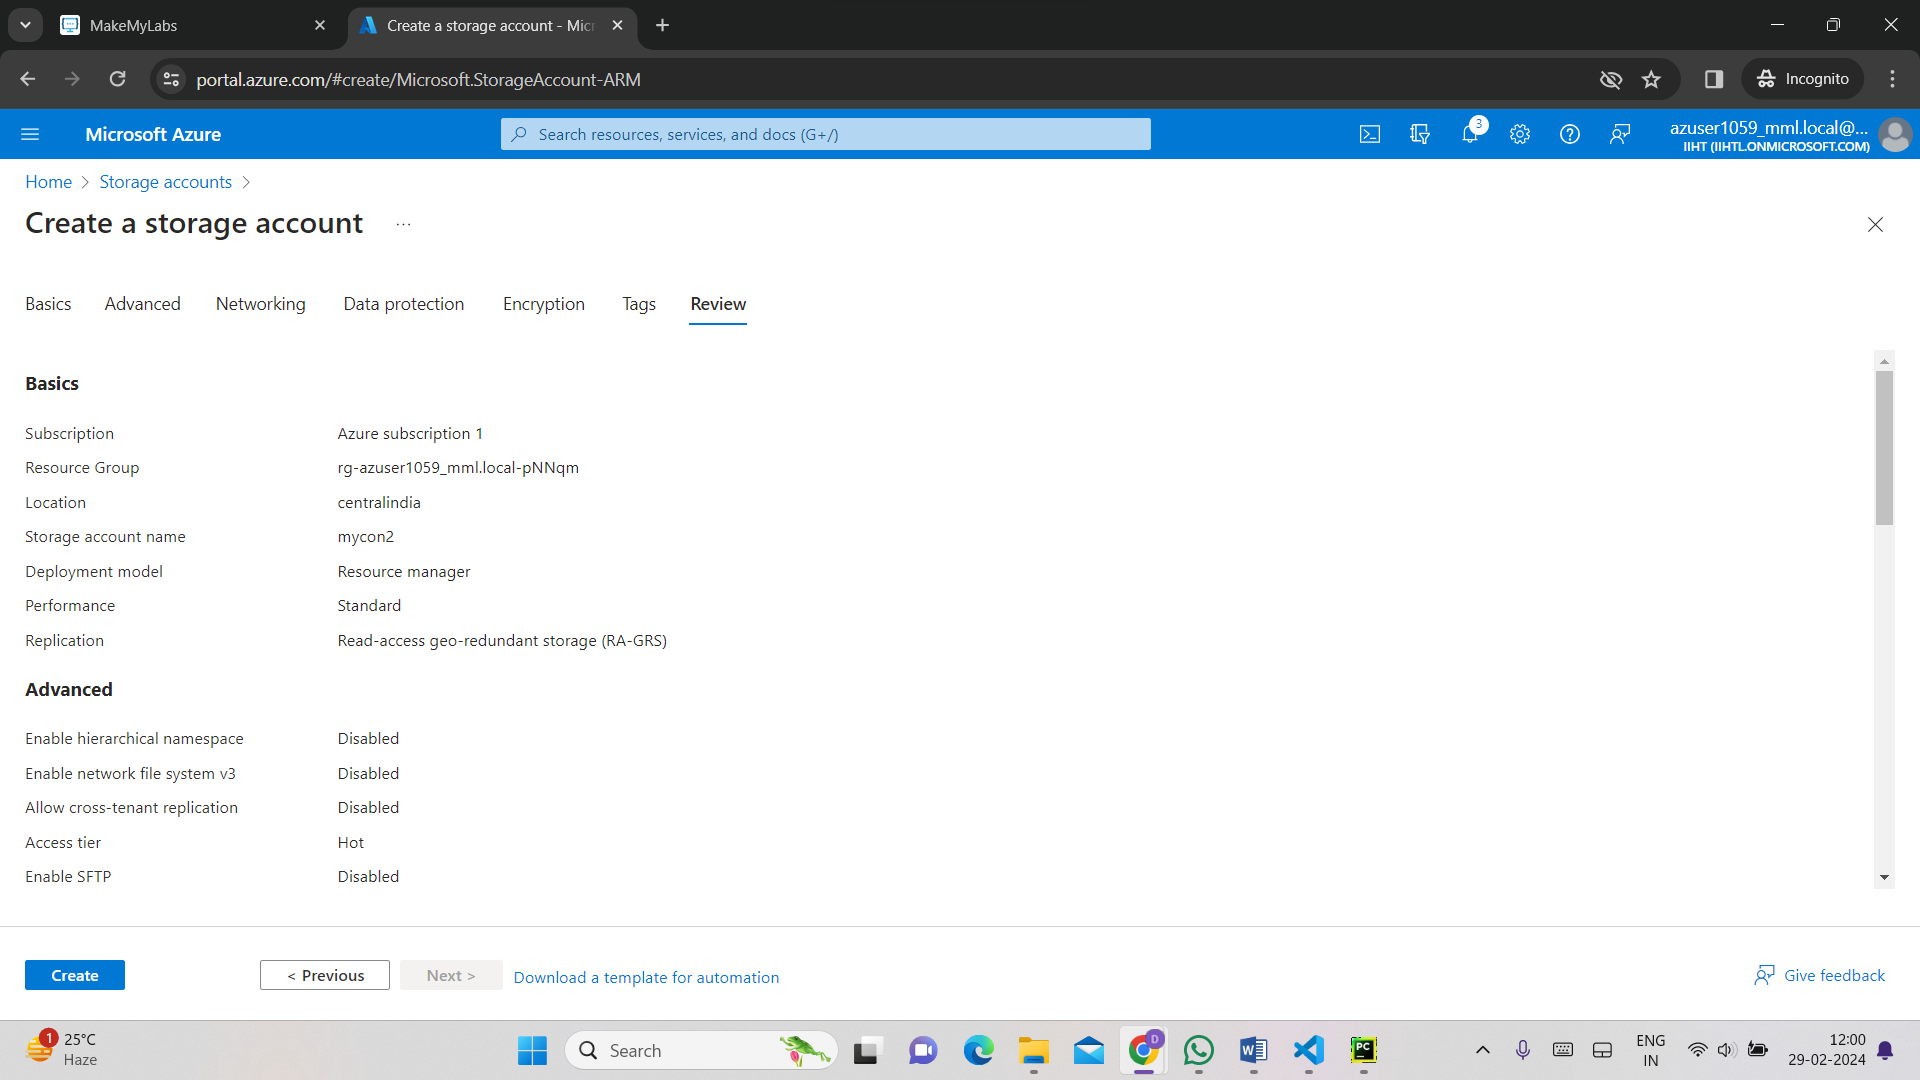 MakeMyLabs
Create a storage account - Micr
portal.azure.com/#create/Microsoft.StorageAccount-ARM
Incognito
Microsoft Azure
Search resources, services, and docs (G+/)
3
azuser1059_mml.local@...
IIHT (IIHTL.ONMICROSOFT.COM)
Home
Storage accounts
Create a storage account
...
Basics Advanced Networking Data protection Encryption Tags Review
Basics
Subscription Azure subscription 1
Resource Group rg-azuser1059_mml.local-pNNqm
Location centralindia
Storage account name mycon2
Deployment model Resource manager
Performance Standard
Replication Read-access geo-redundant storage (RA-GRS)
Advanced
Enable hierarchical namespace Disabled
Enable network file system v3 Disabled
Allow cross-tenant replication Disabled
Access tier Hot
Enable SFTP Disabled
Create < Previous Next > Download a template for automation Give feedback
1
25°C
Haze
Search
D
W
PC
ENG
IN
12:00
29-02-2024